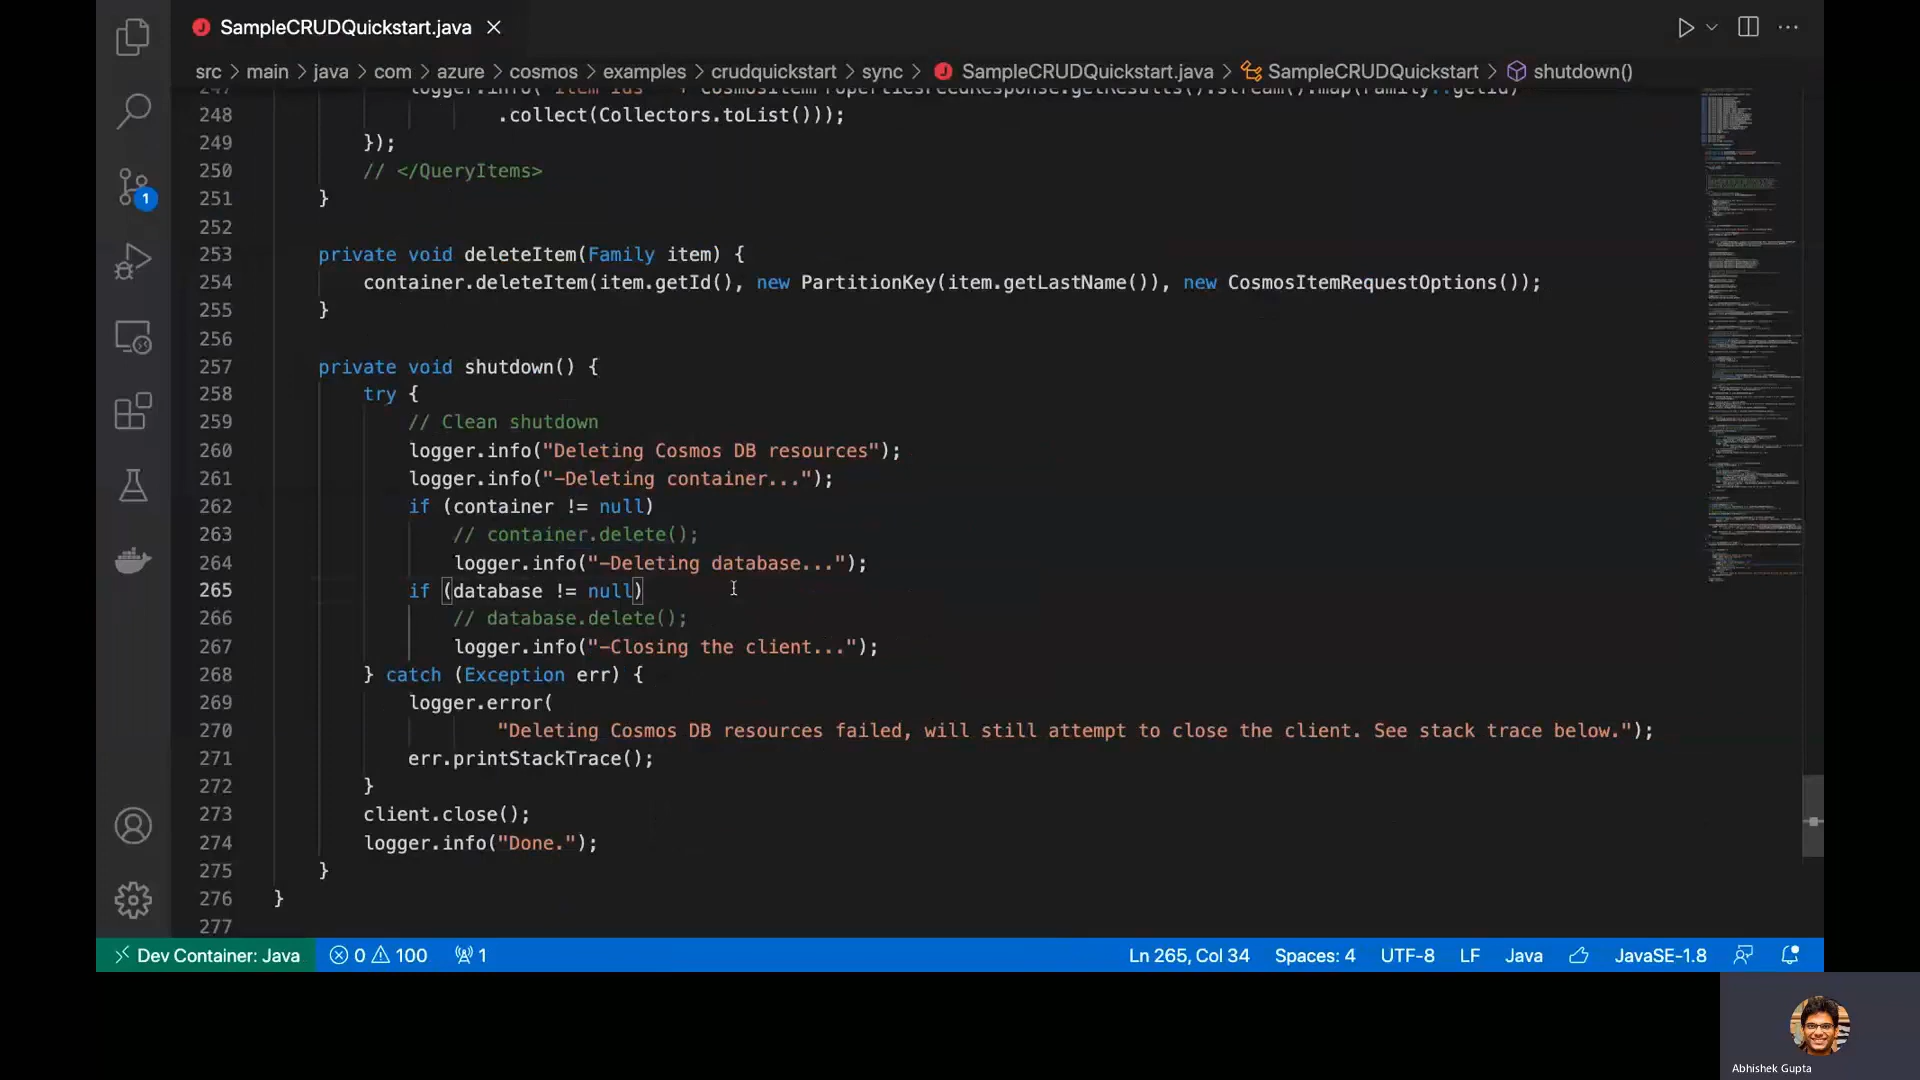 SampleCRUDQuickstart.java
src > main > java > com > azure > cosmos > examples > crudquickstart > sync > SampleCRUDQuickstart.java > SampleCRUDQuickstart > shutdown()
248 .collect(Collectors.toList()));
249 });
250 // </QueryItems>
251 }
252
253 private void deleteItem(Family item) {
254 container.deleteItem(item.getId(), new PartitionKey(item.getLastName()), new CosmosItemRequestOptions());
255 }
256
257 private void shutdown() {
258 try {
259 // Clean shutdown
260 logger.info("Deleting Cosmos DB resources");
261 logger.info("-Deleting container...");
262 if (container != null)
263 // container.delete();
264 logger.info("-Deleting database...");
265 if (database != null)
266 // database.delete();
267 logger.info("-Closing the client...");
268 } catch (Exception err) {
269 logger.error(
270 "Deleting Cosmos DB resources failed, will still attempt to close the client. See stack trace below.");
271 err.printStackTrace();
272 }
273 client.close();
274 logger.info("Done.");
275 }
276 }
277
1
Dev Container: Java 0 100 1 Ln 265, Col 34 Spaces: 4 UTF-8 LF Java JavaSE-1.8
Abhishek Gupta